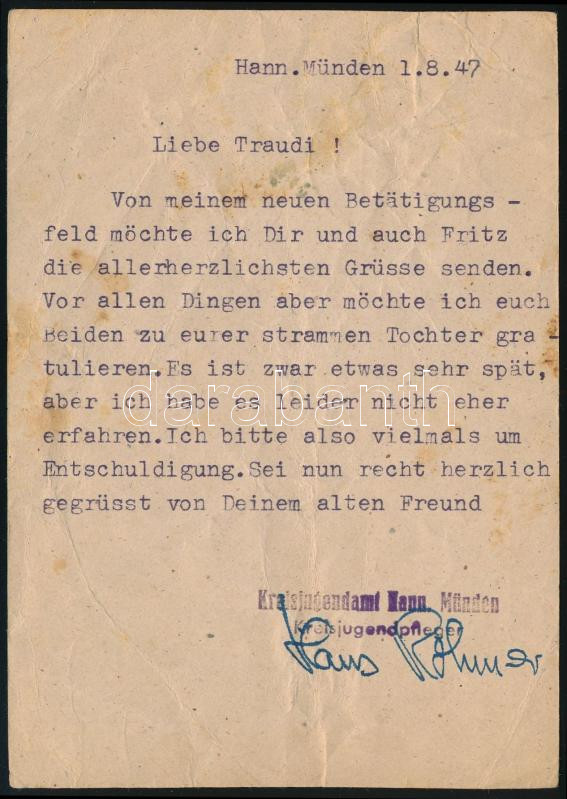 Hann.Münden 1.8.47
Liebe Traudi !
Von meinem neuen Betätigungs -
feld möchte ich Dir und auch Fritz
die allerherzlichsten Grüsse senden.
Vor allen Dingen aber möchte ich euch
Beiden zu eurer strammen Tochter gra -
tulieren.Es ist zwar etwas sehr spät,
aber ich habe es leider nicht eher
erfahren.Ich bitte also vielmals um
Entschuldigung.Sei nun recht herzlich
gegrüsst von Deinem alten Freund
Kreisjugendamt Hann. Münden
Kreisjugendpfleger
Hans Röhmer
darabanth